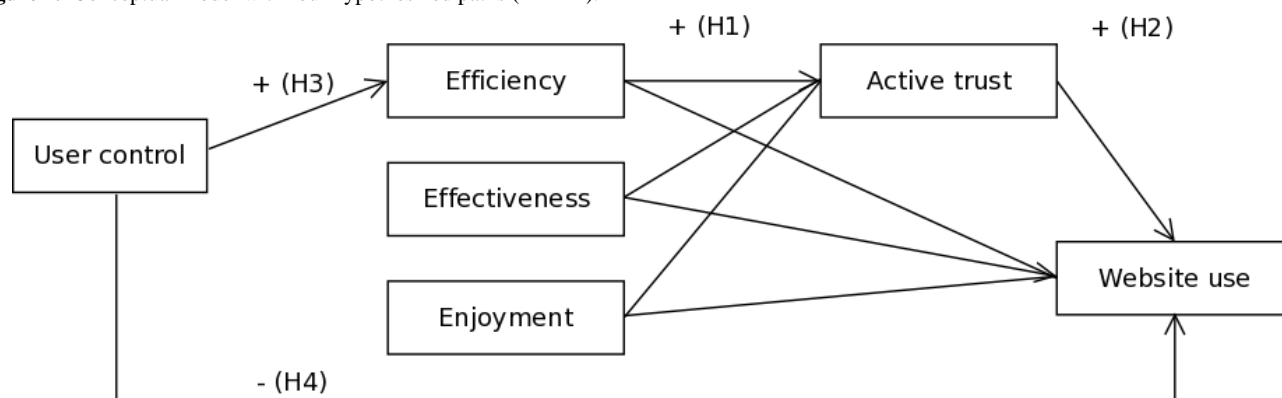 + (H1)
+ (H2)
Efficiency
Active trust
+ (H3)
User control
Effectiveness
Website use
Enjoyment
- (H4)